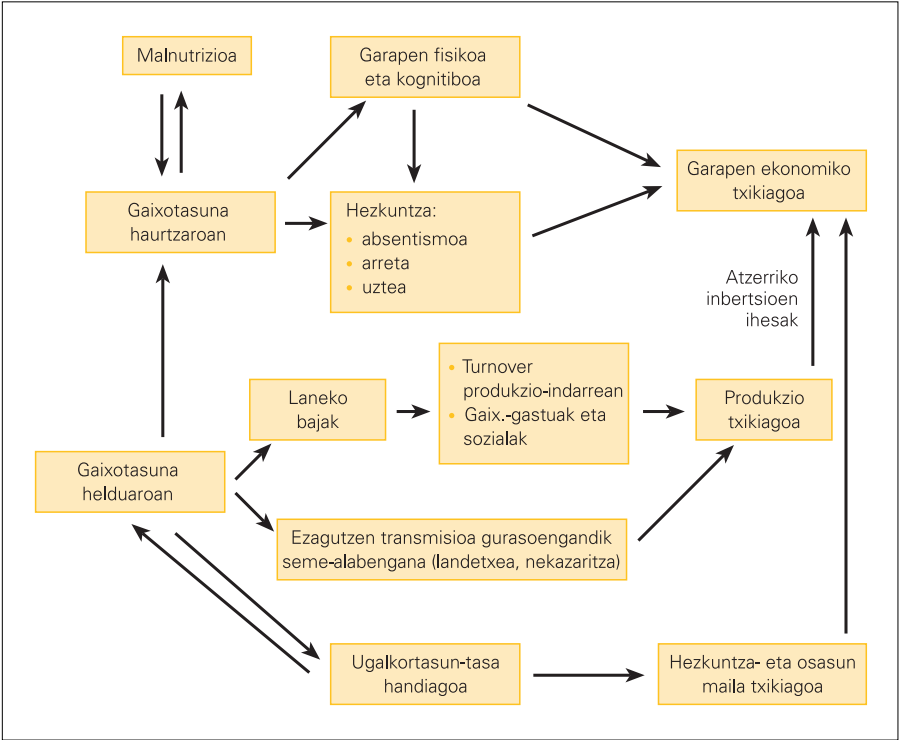 Malnutrizioa
Garapen fisikoa
eta kognitiboa
Garapen ekonomiko
txikiagoa
Gaixotasuna
haurtzaroan
Hezkuntza:
• absentismoa
• arreta
• uztea
Atzerriko
inbertsioen
ihesak
Laneko
bajak
• Turnover
produkzio-indarrean
• Gaix.-gastuak eta
sozialak
Produkzio
txikiagoa
Gaixotasuna
helduaroan
Ezagutzen transmisioa gurasoengandik
seme-alabengana (landetxea, nekazaritza)
Ugalkortasun-tasa
handiagoa
Hezkuntza- eta osasun
maila txikiagoa